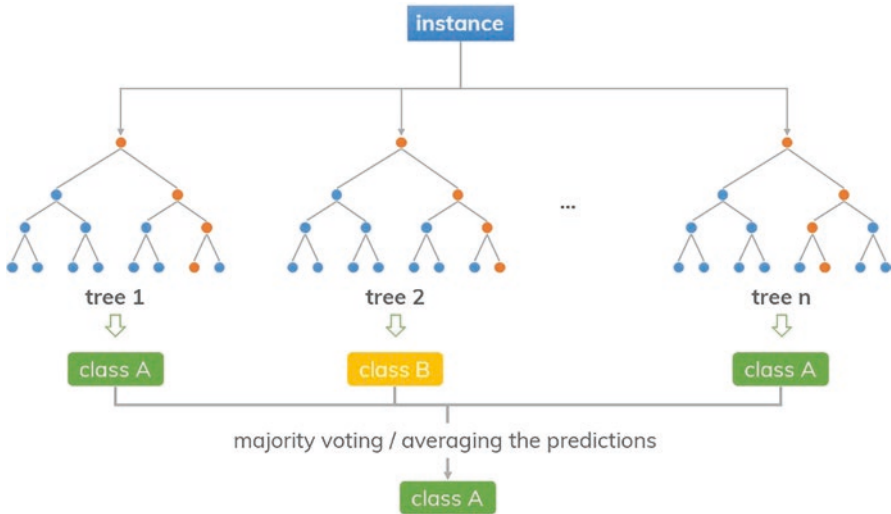 instance
...
tree 1
tree 2
tree n
class A
class B
class A
majority voting / averaging the predictions
class A